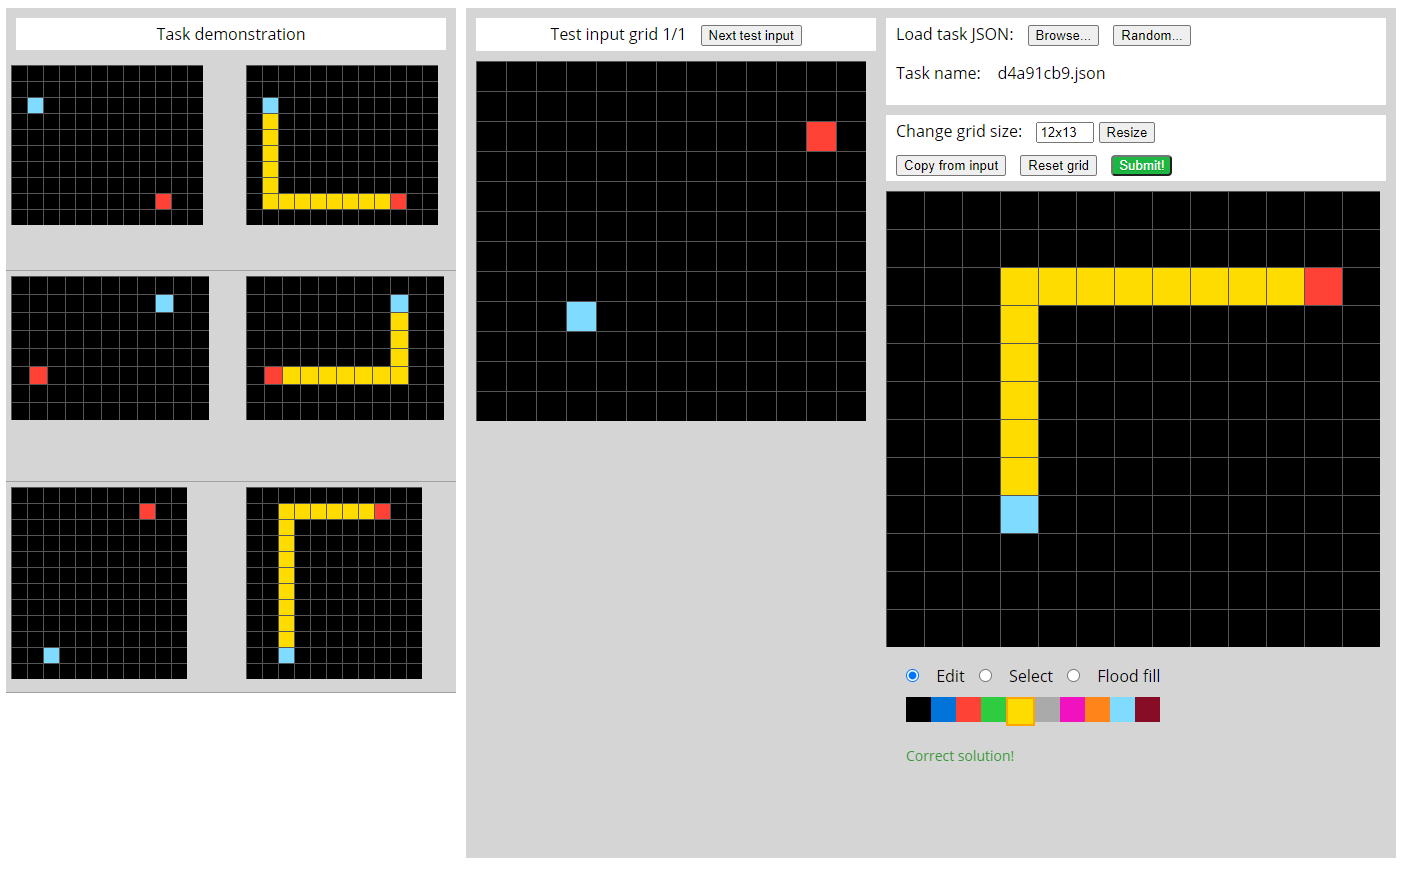 Task demonstration
Test input grid 1/1 Next test input
Load task JSON: Browse... Random...
Task name: d4a91cb9.json
Change grid size: 12x13 Resize
Copy from input Reset grid Submit!
Edit Select Flood fill
Correct solution!